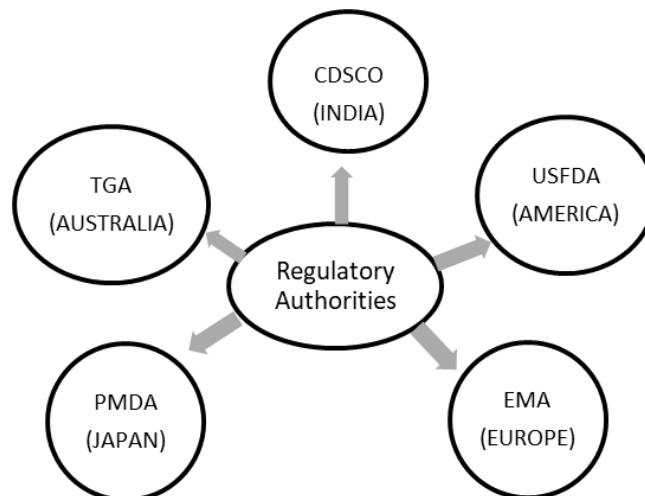 CDSCO
(INDIA)
TGA
(AUSTRALIA)
USFDA
(AMERICA)
Regulatory
Authorities
PMDA
(JAPAN)
EMA
(EUROPE)